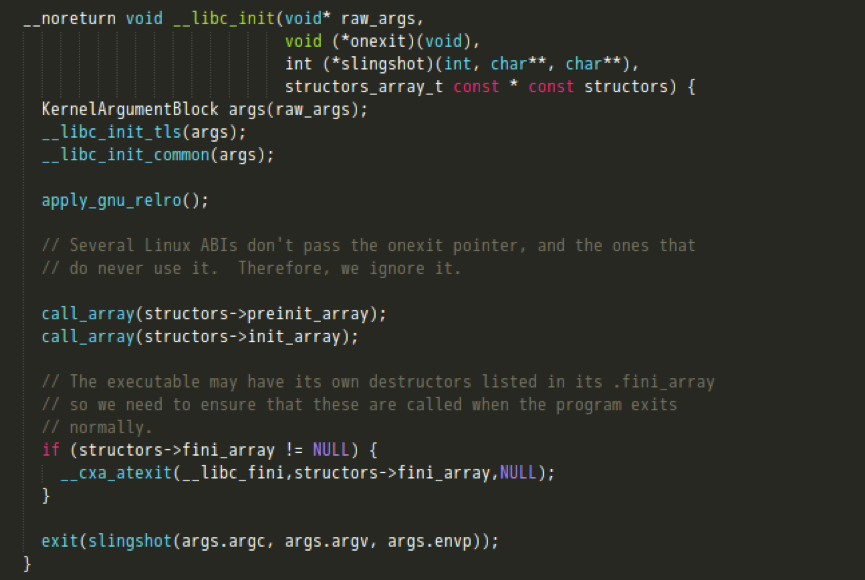 __noreturn void __libc_init(void* raw_args,
                            void (*onexit)(void),
                            int (*slingshot)(int, char**, char**),
                            structors_array_t const * const structors) {
  KernelArgumentBlock args(raw_args);
  __libc_init_tls(args);
  __libc_init_common(args);

  apply_gnu_relro();

  // Several Linux ABIs don't pass the onexit pointer, and the ones that
  // do never use it.  Therefore, we ignore it.

  call_array(structors->preinit_array);
  call_array(structors->init_array);

  // The executable may have its own destructors listed in its .fini_array
  // so we need to ensure that these are called when the program exits
  // normally.
  if (structors->fini_array != NULL) {
    __cxa_atexit(__libc_fini,structors->fini_array,NULL);
  }

  exit(slingshot(args.argc, args.argv, args.envp));
}